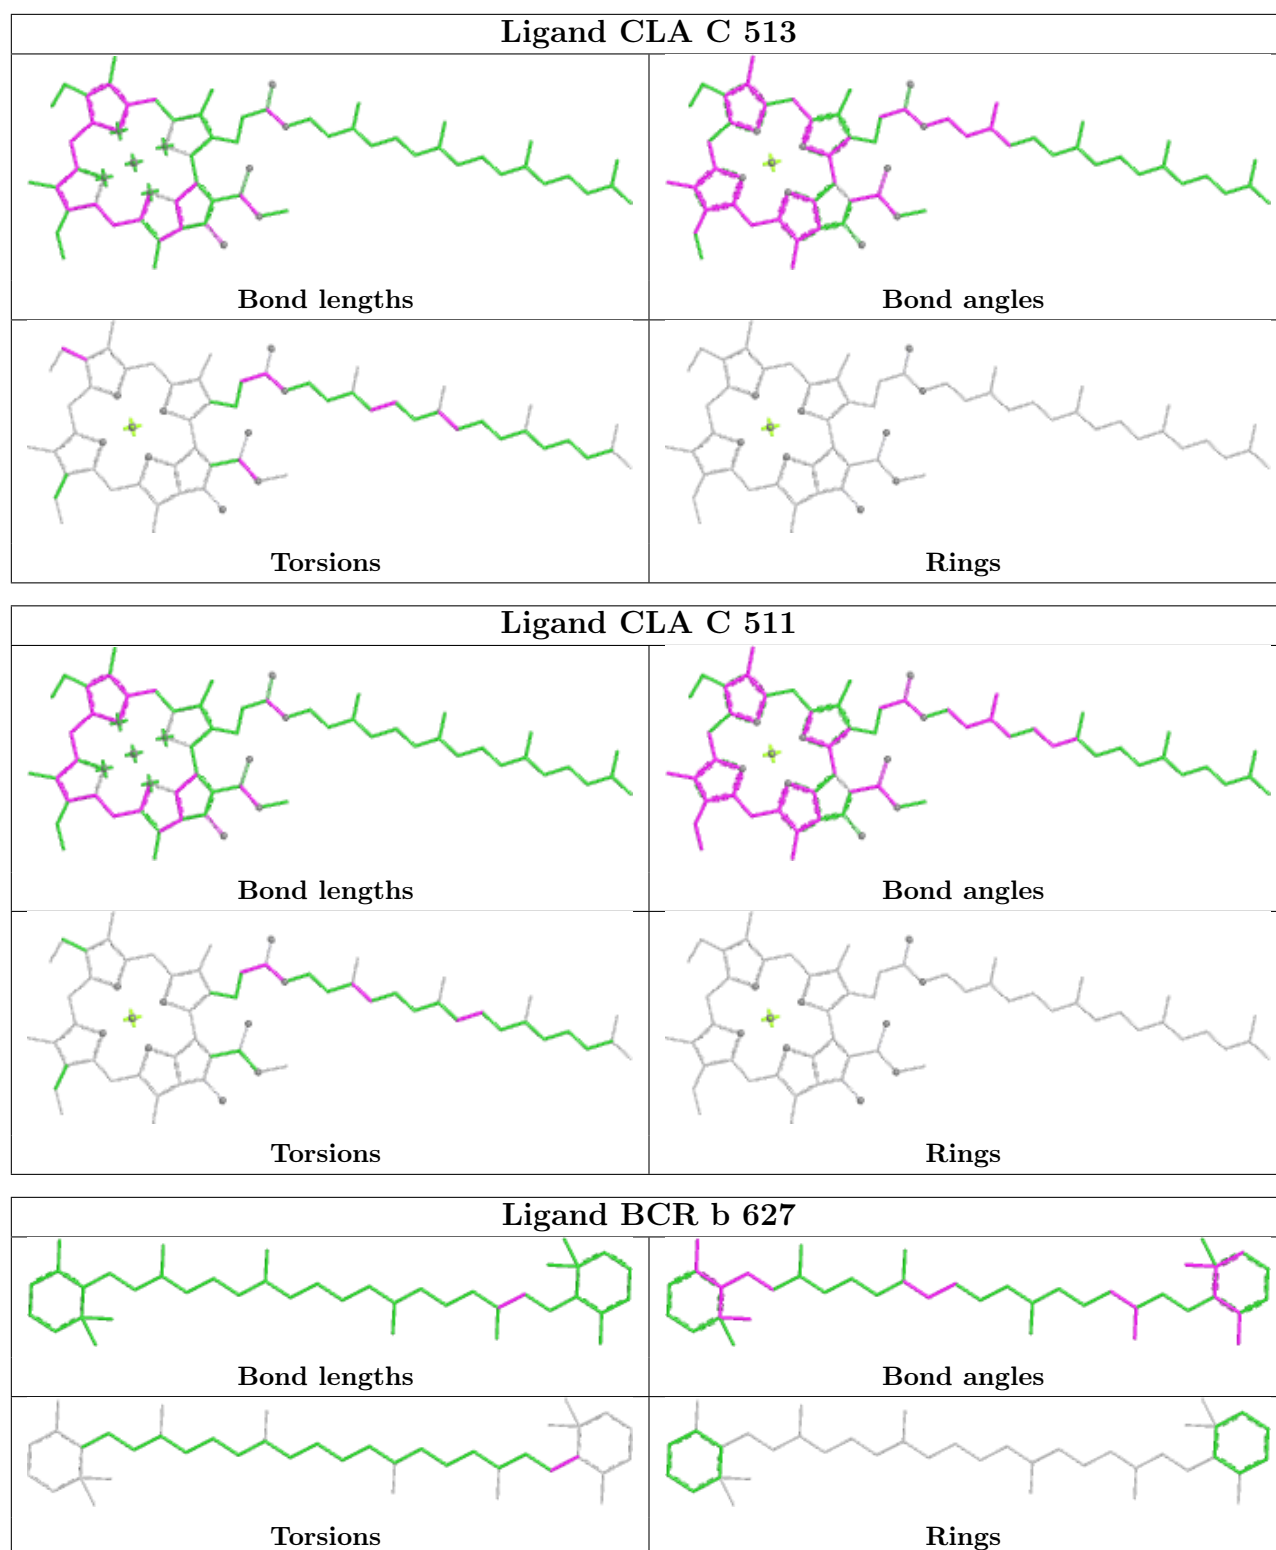 Ligand CLA C 513
Bond lengths
Bond angles
Torsions
Rings
Ligand CLA C 511
Bond lengths
Bond angles
Torsions
Rings
Ligand BCR b 627
Bond lengths
Bond angles
Torsions
Rings